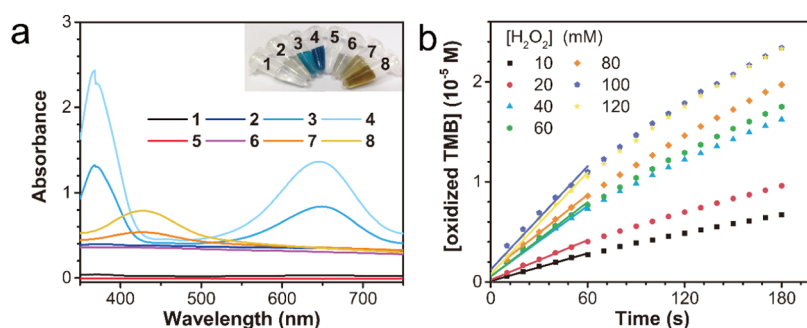 a
3
2
1
0
Absorbance
400 500 600 700
Wavelength (nm)
1 2 3 4 5 6 7 8
1 2 3 4
5 6 7 8
b
[H₂O₂] (mM)
10 80
20 100
40 120
60
2
1
0
[oxidized TMB] (10⁻⁵ M)
0 60 120 180
Time (s)